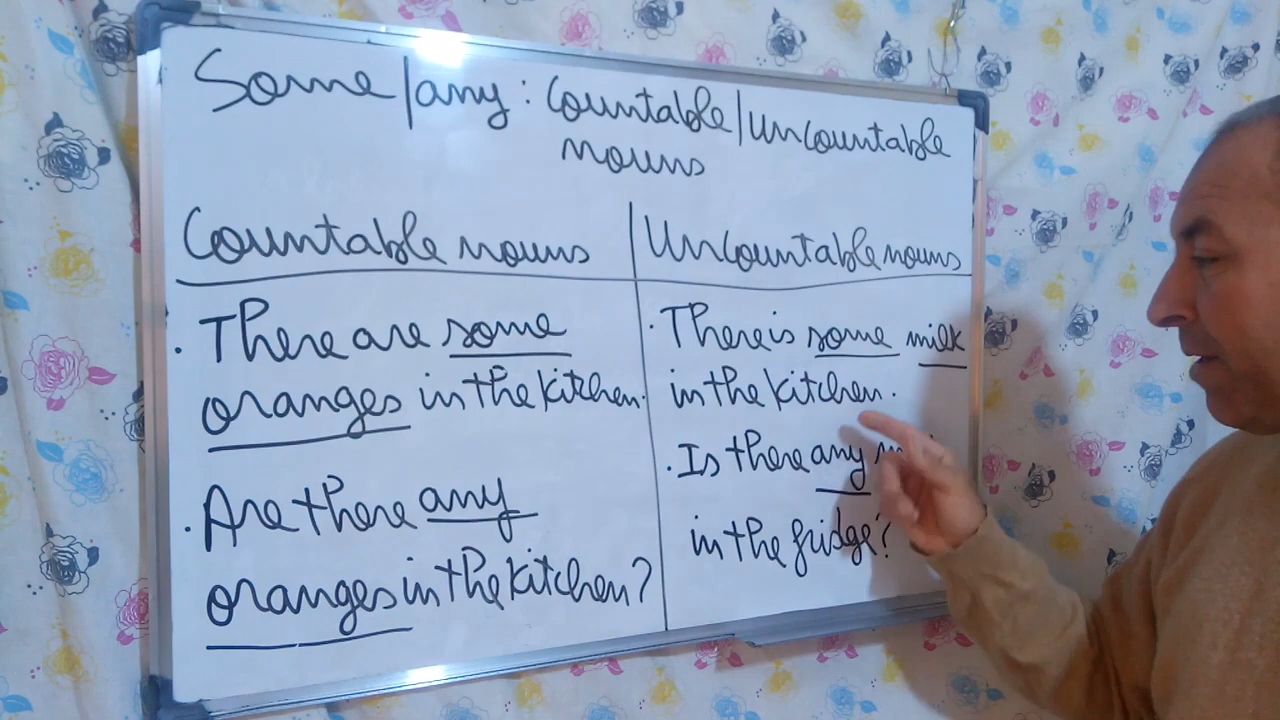 Some/any: Countable/Uncountable
nouns
Countable nouns
. There are some
oranges in the kitchen.
. Are there any
oranges in the kitchen?
Uncountable nouns
. There is some milk
in the kitchen.
. Is there any
in the fridge?